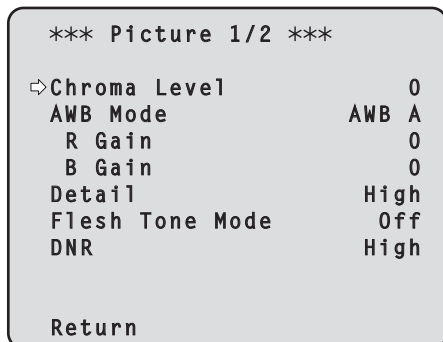 *** Picture 1/2 ***
⇨Chroma Level 0
AWB Mode AWB A
R Gain 0
B Gain 0
Detail High
Flesh Tone Mode Off
DNR High
Return